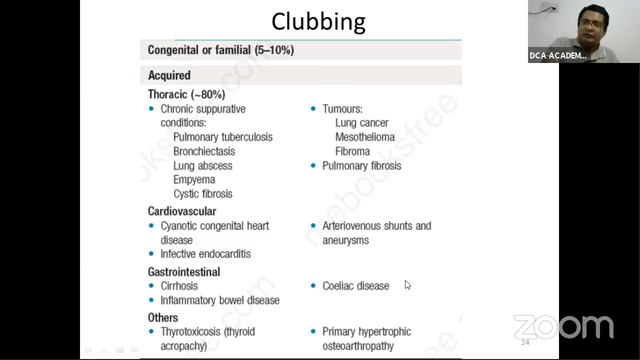 Clubbing
Congenital or familial (5–10%)
Acquired
Thoracic (~80%)
• Chronic suppurative
conditions:
Pulmonary tuberculosis
Bronchiectasis
Lung abscess
Empyema
Cystic fibrosis
• Tumours:
Lung cancer
Mesothelioma
Fibroma
• Pulmonary fibrosis
Cardiovascular
• Cyanotic congenital heart
disease
• Infective endocarditis
• Arteriovenous shunts and
aneurysms
Gastrointestinal
• Cirrhosis
• Inflammatory bowel disease
• Coeliac disease
Others
• Thyrotoxicosis (thyroid
acropachy)
• Primary hypertrophic
osteoarthropathy
DCA-ACADEM...
zoom
24